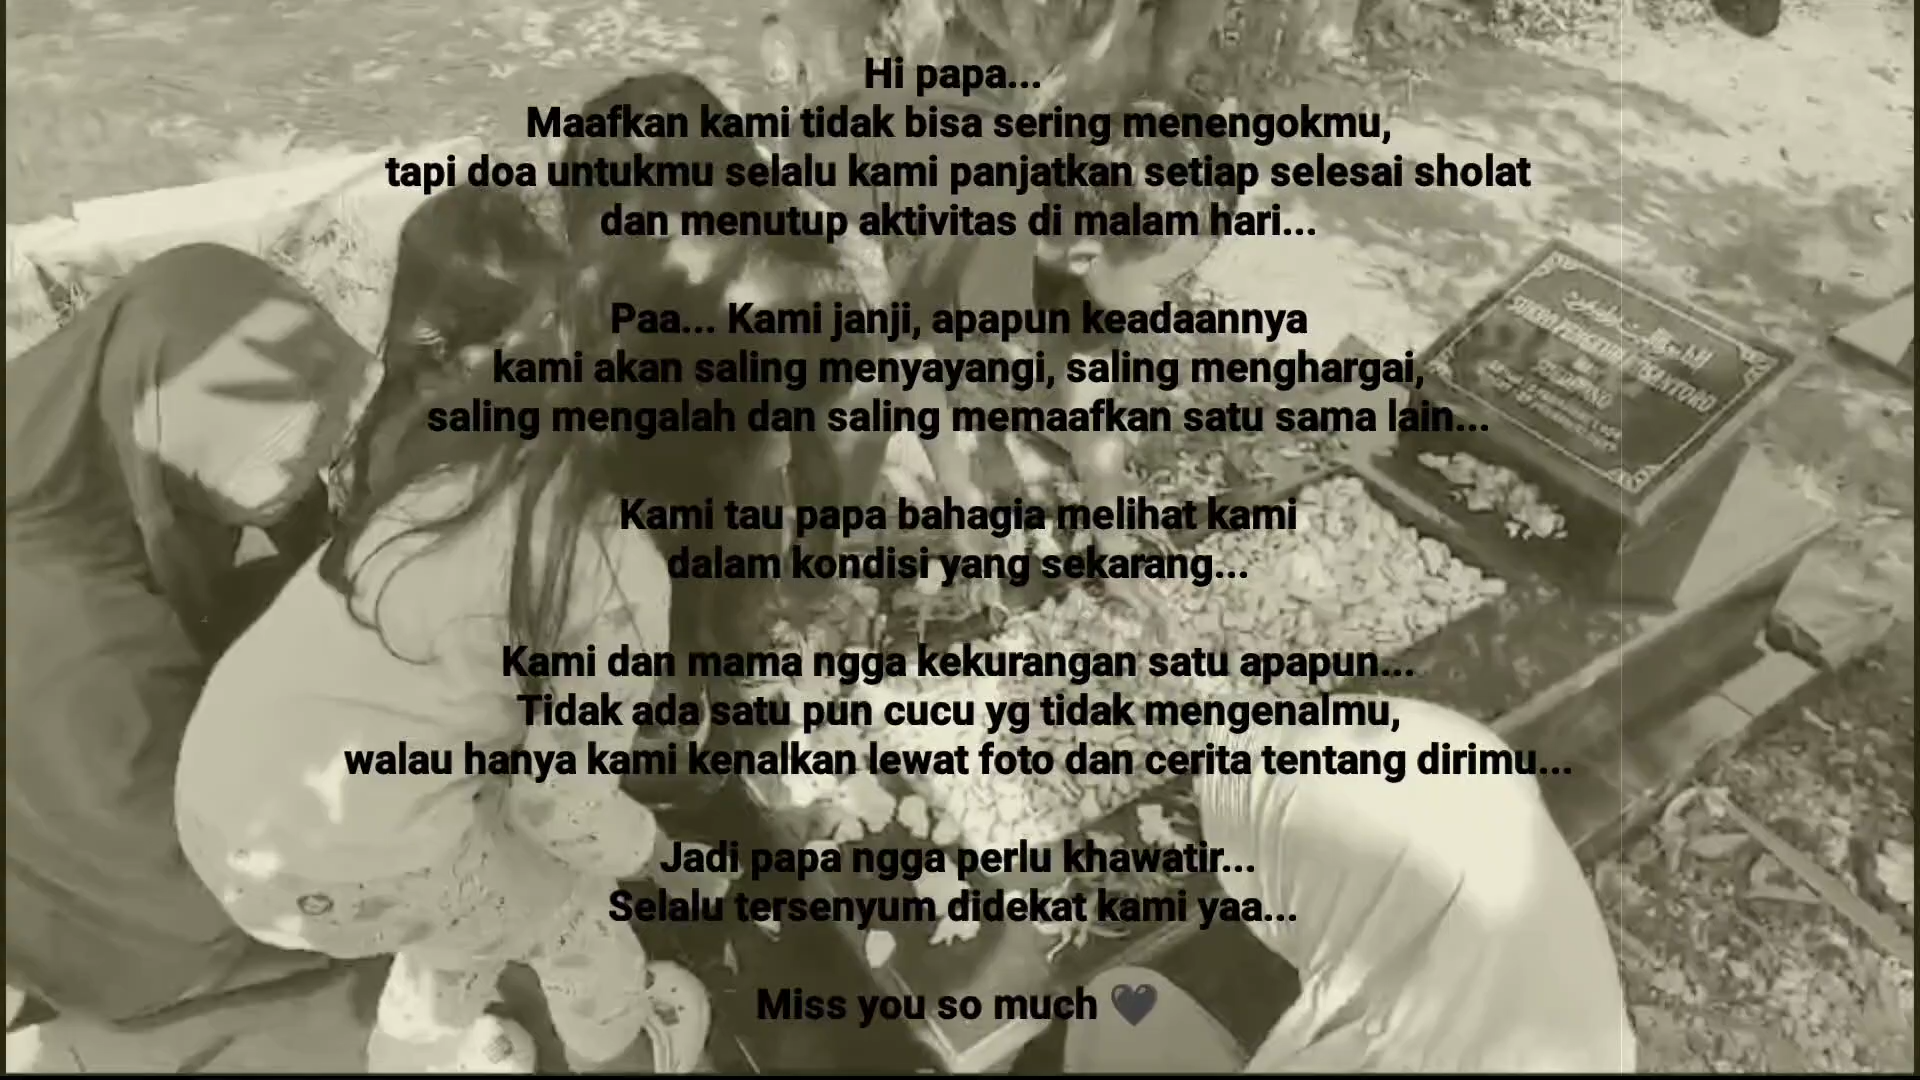 Hi papa...
Maafkan kami tidak bisa sering menengokmu,
tapi doa untukmu selalu kami panjatkan setiap selesai sholat
dan menutup aktivitas di malam hari...
Paa... Kami janji, apapun keadaannya
kami akan saling menyayangi, saling menghargai,
saling mengalah dan saling memaafkan satu sama lain...
Kami tau papa bahagia melihat kami
dalam kondisi yang sekarang...
Kami dan mama ngga kekurangan satu apapun...
Tidak ada satu pun cucu yg tidak mengenalmu,
walau hanya kami kenalkan lewat foto dan cerita tentang dirimu...
Jadi papa ngga perlu khawatir...
Selalu tersenyum didekat kami yaa...
Miss you so much 🖤